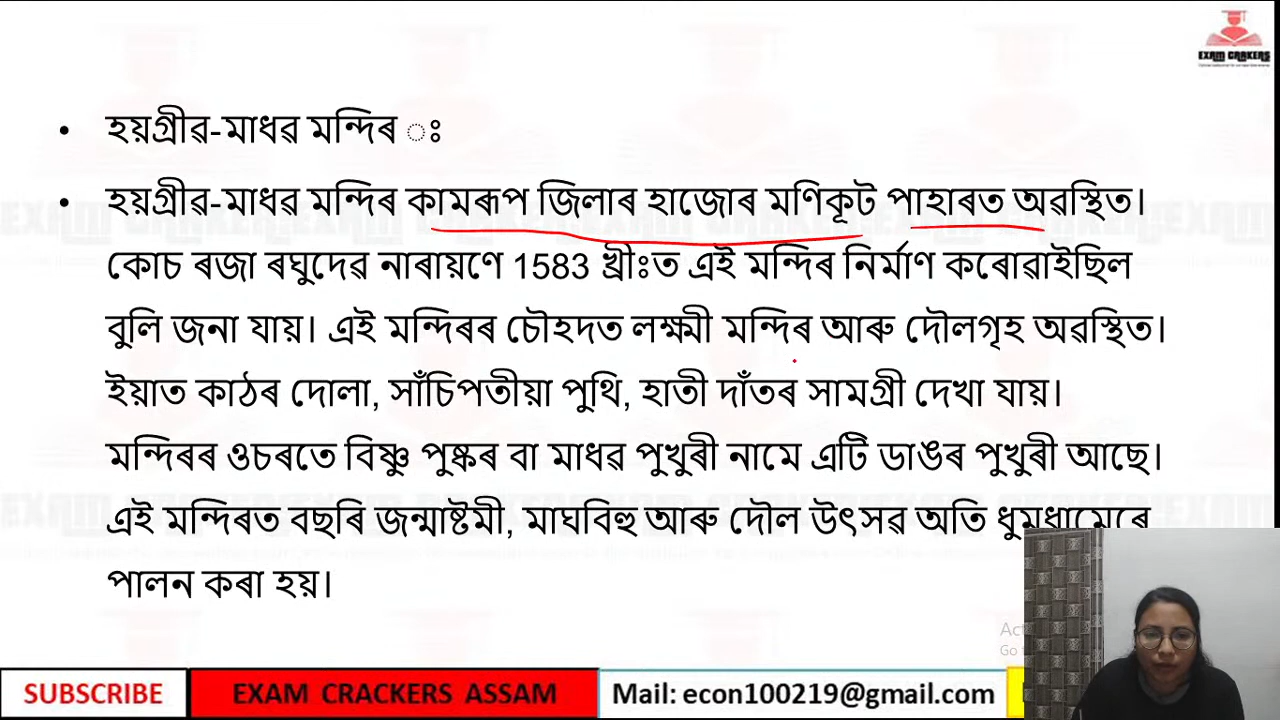 EXAM CRAKERS
হয়গ্ৰীৱ-মাধৱ মন্দিৰ ঃ
হয়গ্ৰীৱ-মাধৱ মন্দিৰ কামৰূপ জিলাৰ হাজোৰ মণিকূট পাহাৰত অৱস্থিত।
কোচ ৰজা ৰঘুদেৱ নাৰায়ণে 1583 খ্ৰীঃত এই মন্দিৰ নিৰ্মাণ কৰোৱাইছিল
বুলি জনা যায়। এই মন্দিৰৰ চৌহদত লক্ষ্মী মন্দিৰ আৰু দৌলগৃহ অৱস্থিত।
ইয়াত কাঠৰ দোলা, সাঁচিপতীয়া পুথি, হাতী দাঁতৰ সামগ্ৰী দেখা যায়।
মন্দিৰৰ ওচৰতে বিষ্ণু পুষ্কৰ বা মাধৱ পুখুৰী নামে এটি ডাঙৰ পুখুৰী আছে।
এই মন্দিৰত বছৰি জন্মাষ্টমী, মাঘবিহু আৰু দৌল উৎসৱ অতি ধুমধামেৰে
পালন কৰা হয়।
SUBSCRIBE EXAM CRACKERS ASSAM Mail: econ100219@gmail.com